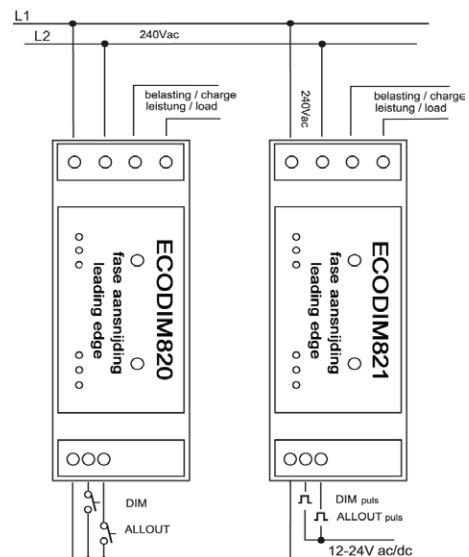 L1
L2
240Vac
belasting / charge
leistung / load
240Vac
belasting / charge
leistung / load
ECODIM820
fase aansnijding
leading edge
ECODIM821
fase aansnijding
leading edge
DIM
ALLOUT
DIM puls
ALLOUT puls
12-24V ac/dc